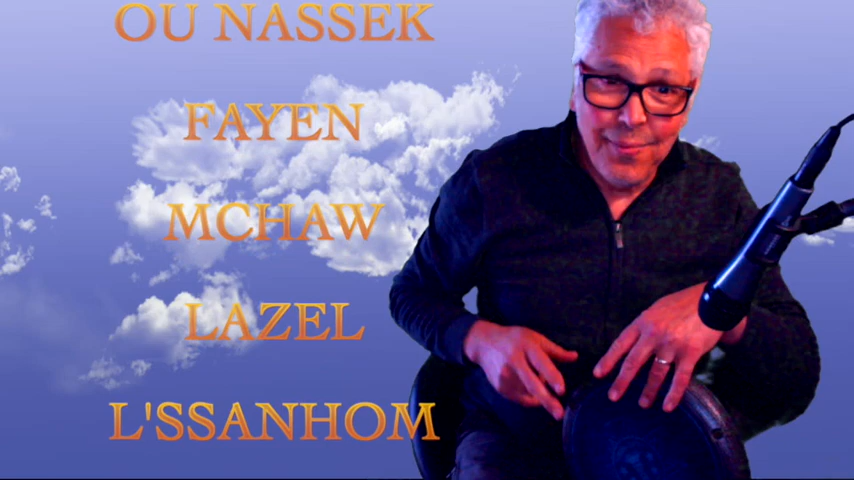 OU NASSEK
FAYEN
MCHAW
LAZEL
L'SSANHOM